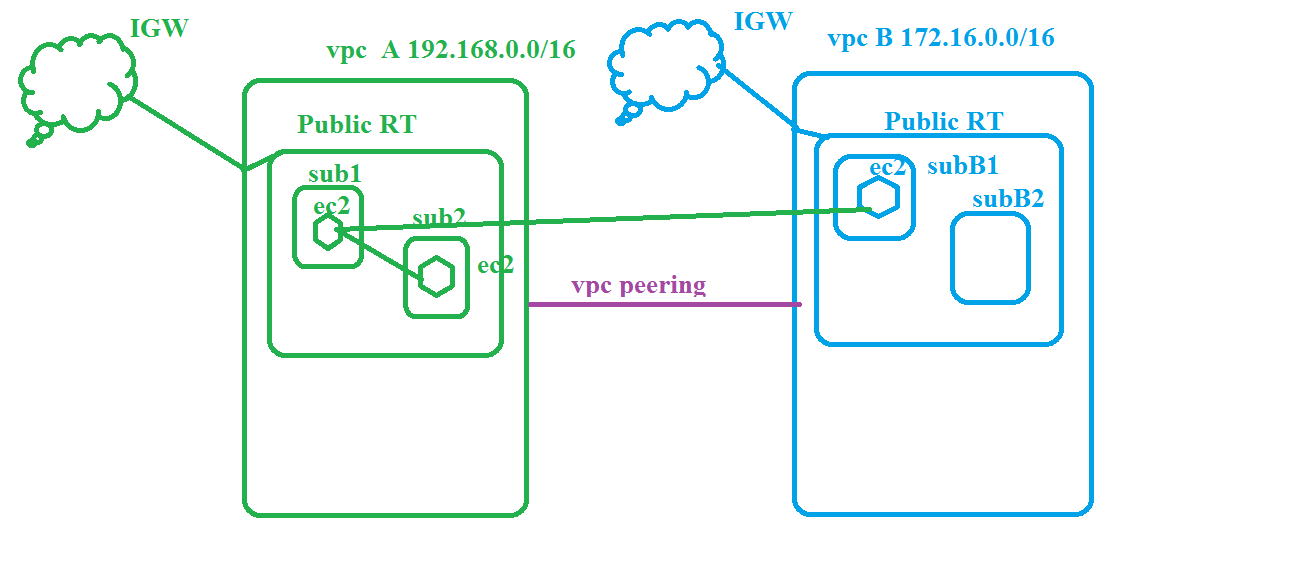 IGW
vpc A 192.168.0.0/16
IGW
vpc B 172.16.0.0/16
Public RT
sub1
ec2
sub2
ec2
vpc peering
Public RT
ec2
subB1
subB2